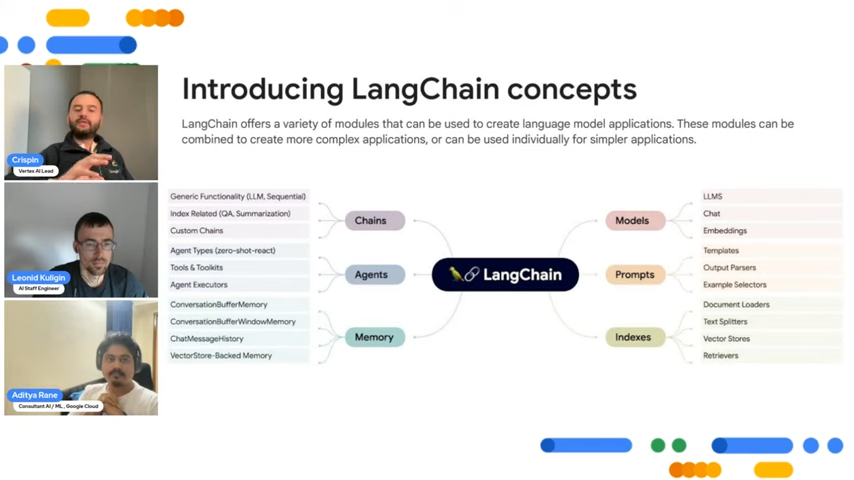 Introducing LangChain concepts
LangChain offers a variety of modules that can be used to create language model applications. These modules can be
combined to create more complex applications, or can be used individually for simpler applications.
Crispin
Vertex AI Lead
Leonid Kuligin
AI Staff Engineer
Aditya Rane
Consultant AI / ML , Google Cloud
Generic Functionality (LLM, Sequential)
Index Related (QA, Summarization)
Custom Chains
Chains
Agent Types (zero-shot-react)
Tools & Toolkits
Agent Executors
Agents
ConversationBufferMemory
ConversationBufferWindowMemory
ChatMessageHistory
VectorStore-Backed Memory
Memory
LangChain
Models
LLMS
Chat
Embeddings
Prompts
Templates
Output Parsers
Example Selectors
Indexes
Document Loaders
Text Splitters
Vector Stores
Retrievers